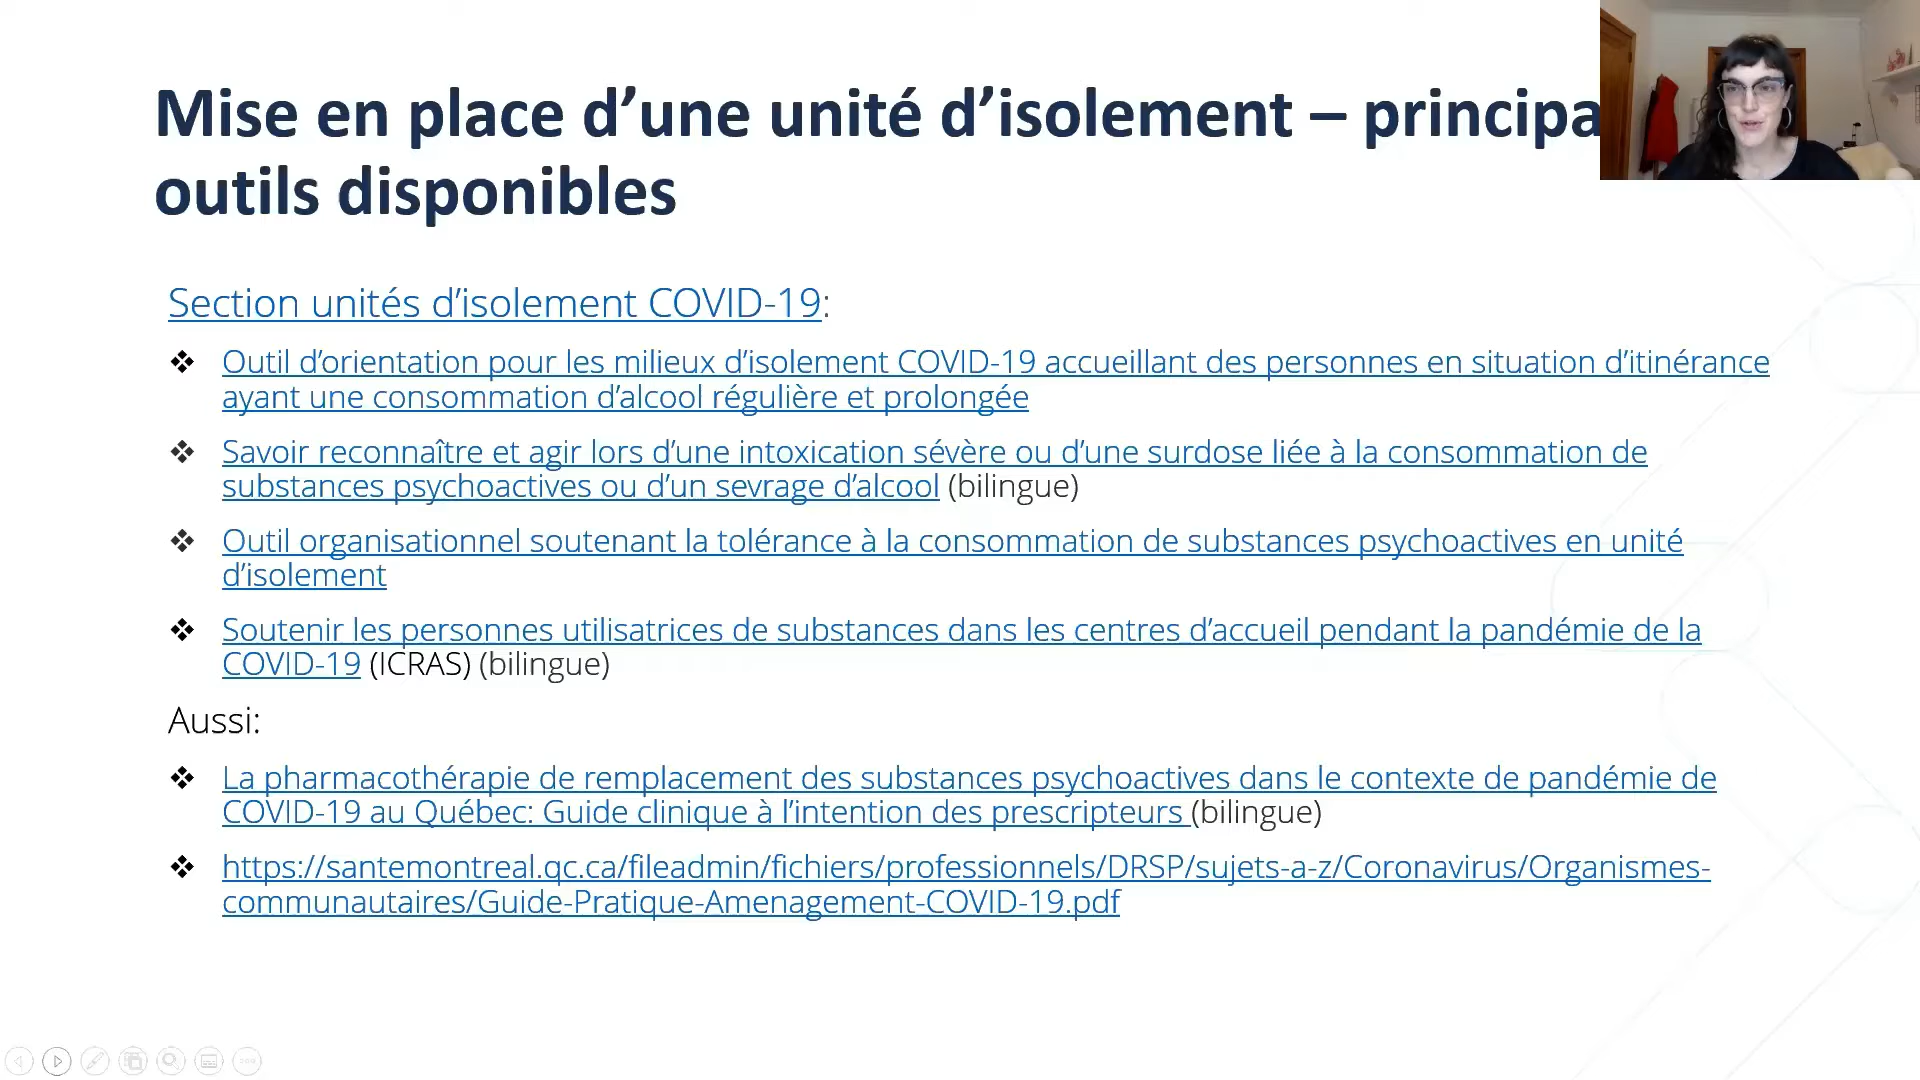 Mise en place d’une unité d’isolement – principa
outils disponibles
Section unités d’isolement COVID-19:
❖ Outil d’orientation pour les milieux d’isolement COVID-19 accueillant des personnes en situation d’itinérance
ayant une consommation d’alcool régulière et prolongée
❖ Savoir reconnaître et agir lors d’une intoxication sévère ou d’une surdose liée à la consommation de
substances psychoactives ou d’un sevrage d’alcool (bilingue)
❖ Outil organisationnel soutenant la tolérance à la consommation de substances psychoactives en unité
d’isolement
❖ Soutenir les personnes utilisatrices de substances dans les centres d’accueil pendant la pandémie de la
COVID-19 (ICRAS) (bilingue)
Aussi:
❖ La pharmacothérapie de remplacement des substances psychoactives dans le contexte de pandémie de
COVID-19 au Québec: Guide clinique à l’intention des prescripteurs (bilingue)
❖ https://santemontreal.qc.ca/fileadmin/fichiers/professionnels/DRSP/sujets-a-z/Coronavirus/Organismes-
communautaires/Guide-Pratique-Amenagement-COVID-19.pdf